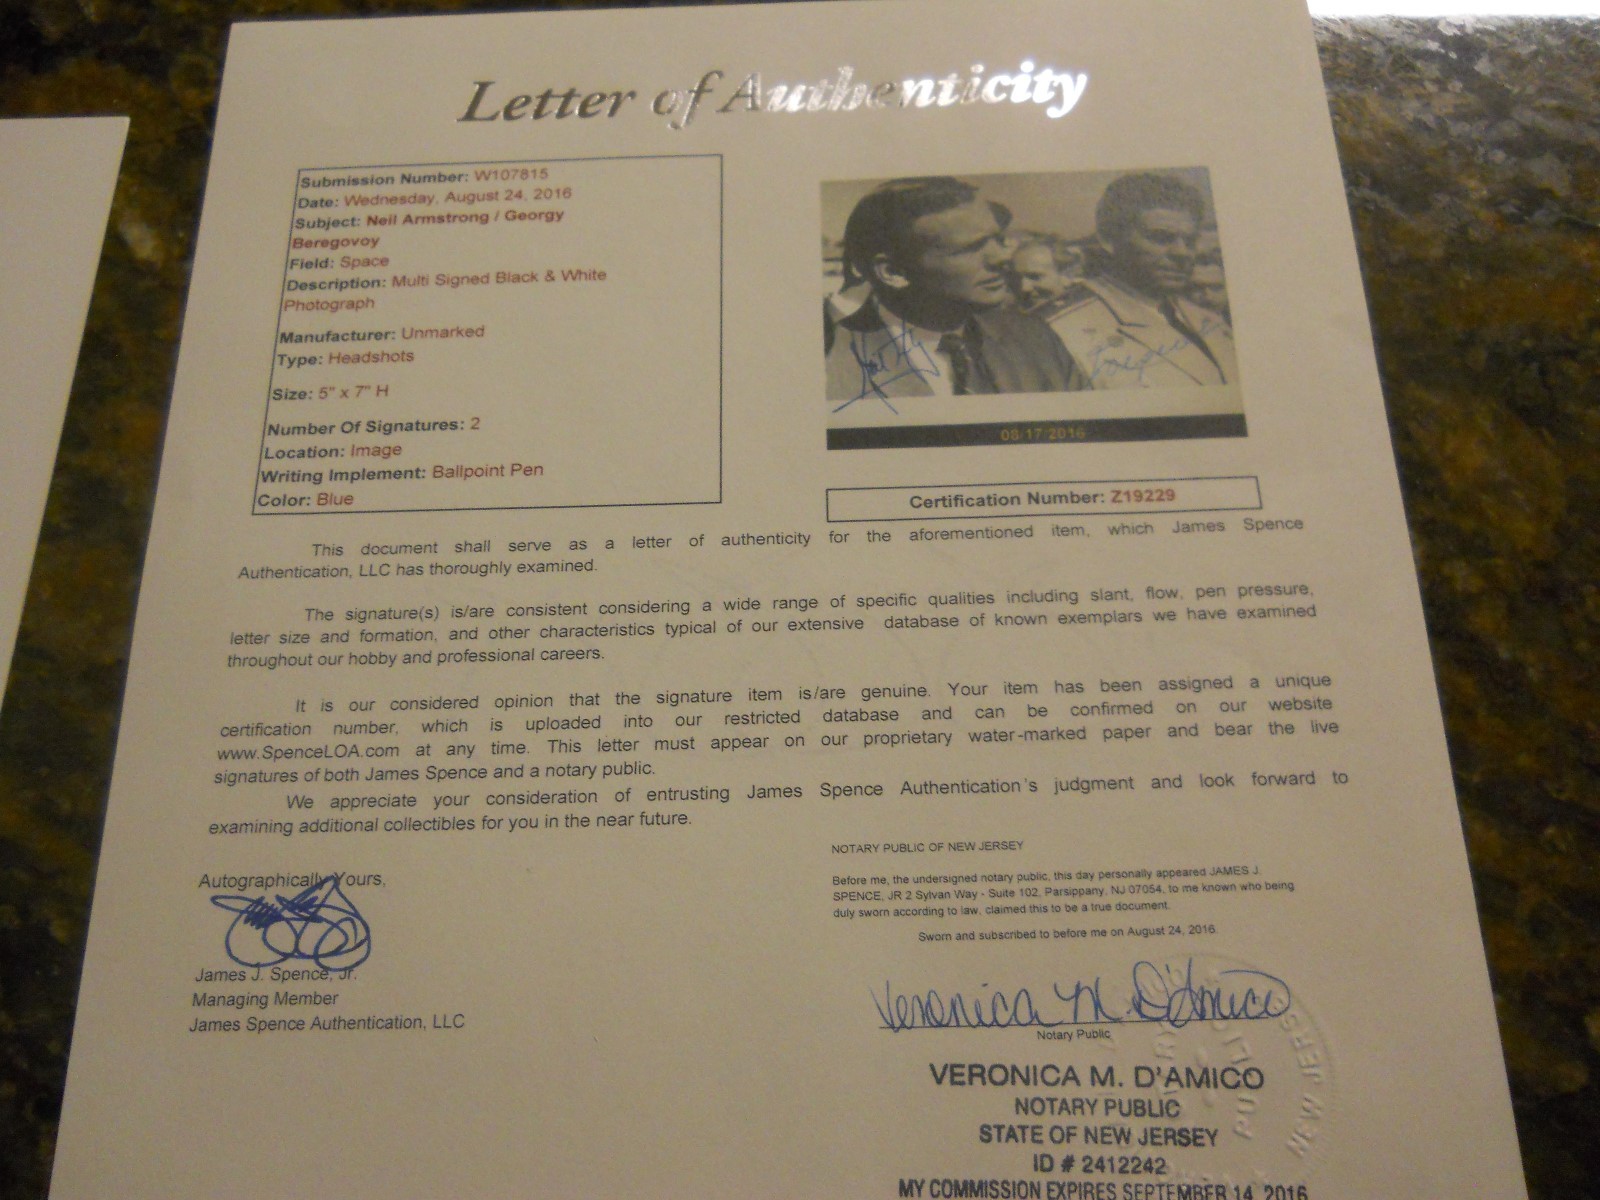 Letter of Authenticity
Submission Number: W107815
Date: Wednesday, August 24, 2016
Subject: Neil Armstrong / Georgy
Beregovoy
Field: Space
Description: Multi Signed Black & White
Photograph
Manufacturer: Unmarked
Type: Headshots
Size: 5" x 7" H
Number Of Signatures: 2
Location: Image
Writing Implement: Ballpoint Pen
Color: Blue
08/17/2016
Certification Number: Z19229
This document shall serve as a letter of authenticity for the aforementioned item, which James Spence
Authentication, LLC has thoroughly examined.
The signature(s) is/are consistent considering a wide range of specific qualities including slant, flow, pen pressure,
letter size and formation, and other characteristics typical of our extensive database of known exemplars we have examined
throughout our hobby and professional careers.
It is our considered opinion that the signature item is/are genuine. Your item has been assigned a unique
certification number, which is uploaded into our restricted database and can be confirmed on our website
www.SpenceLOA.com at any time. This letter must appear on our proprietary water-marked paper and bear the live
signatures of both James Spence and a notary public.
We appreciate your consideration of entrusting James Spence Authentication's judgment and look forward to
examining additional collectibles for you in the near future.
Autographically Yours,
James J. Spence, Jr.
Managing Member
James Spence Authentication, LLC
NOTARY PUBLIC OF NEW JERSEY
Before me, the undersigned notary public, this day personally appeared JAMES J.
SPENCE, JR 2 Sylvan Way - Suite 102, Parsippany, NJ 07054, to me known who being
duly sworn according to law, claimed this to be a true document.
Sworn and subscribed to before me on August 24, 2016.
Veronica M. D'Amico
Notary Public
VERONICA M. D'AMICO
NOTARY PUBLIC
STATE OF NEW JERSEY
ID # 2412242
MY COMMISSION EXPIRES SEPTEMBER 14, 2016
PUBLIC
NEW JERSEY